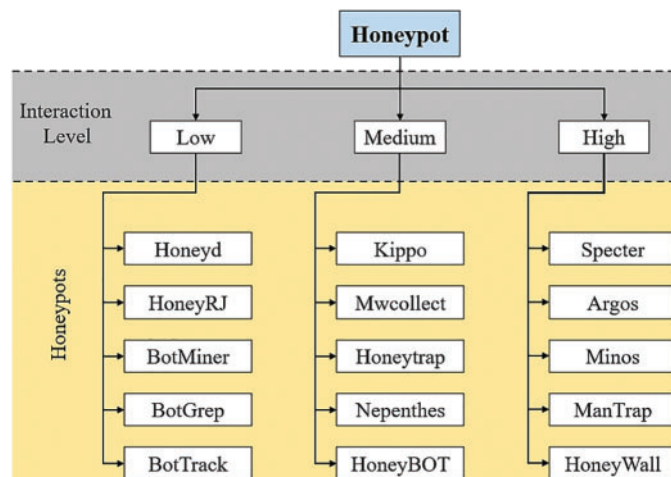 Honeypot
Interaction
Level
Low
Medium
High
Honeypots
Honeyd
Kippo
Specter
HoneyRJ
Mwcollect
Argos
BotMiner
Honeytrap
Minos
BotGrep
Nepenthes
ManTrap
BotTrack
HoneyBOT
HoneyWall